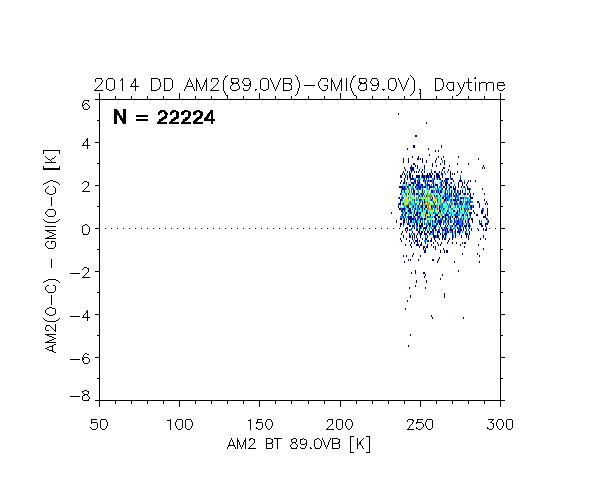 2014 DD AM2(89.0VB)-GMI(89.0V), Daytime
N = 22224
AM2(O-C) - GMI(O-C) [K]
6
4
2
0
-2
-4
-6
-8
50 100 150 200 250 300
AM2 BT 89.0VB [K]